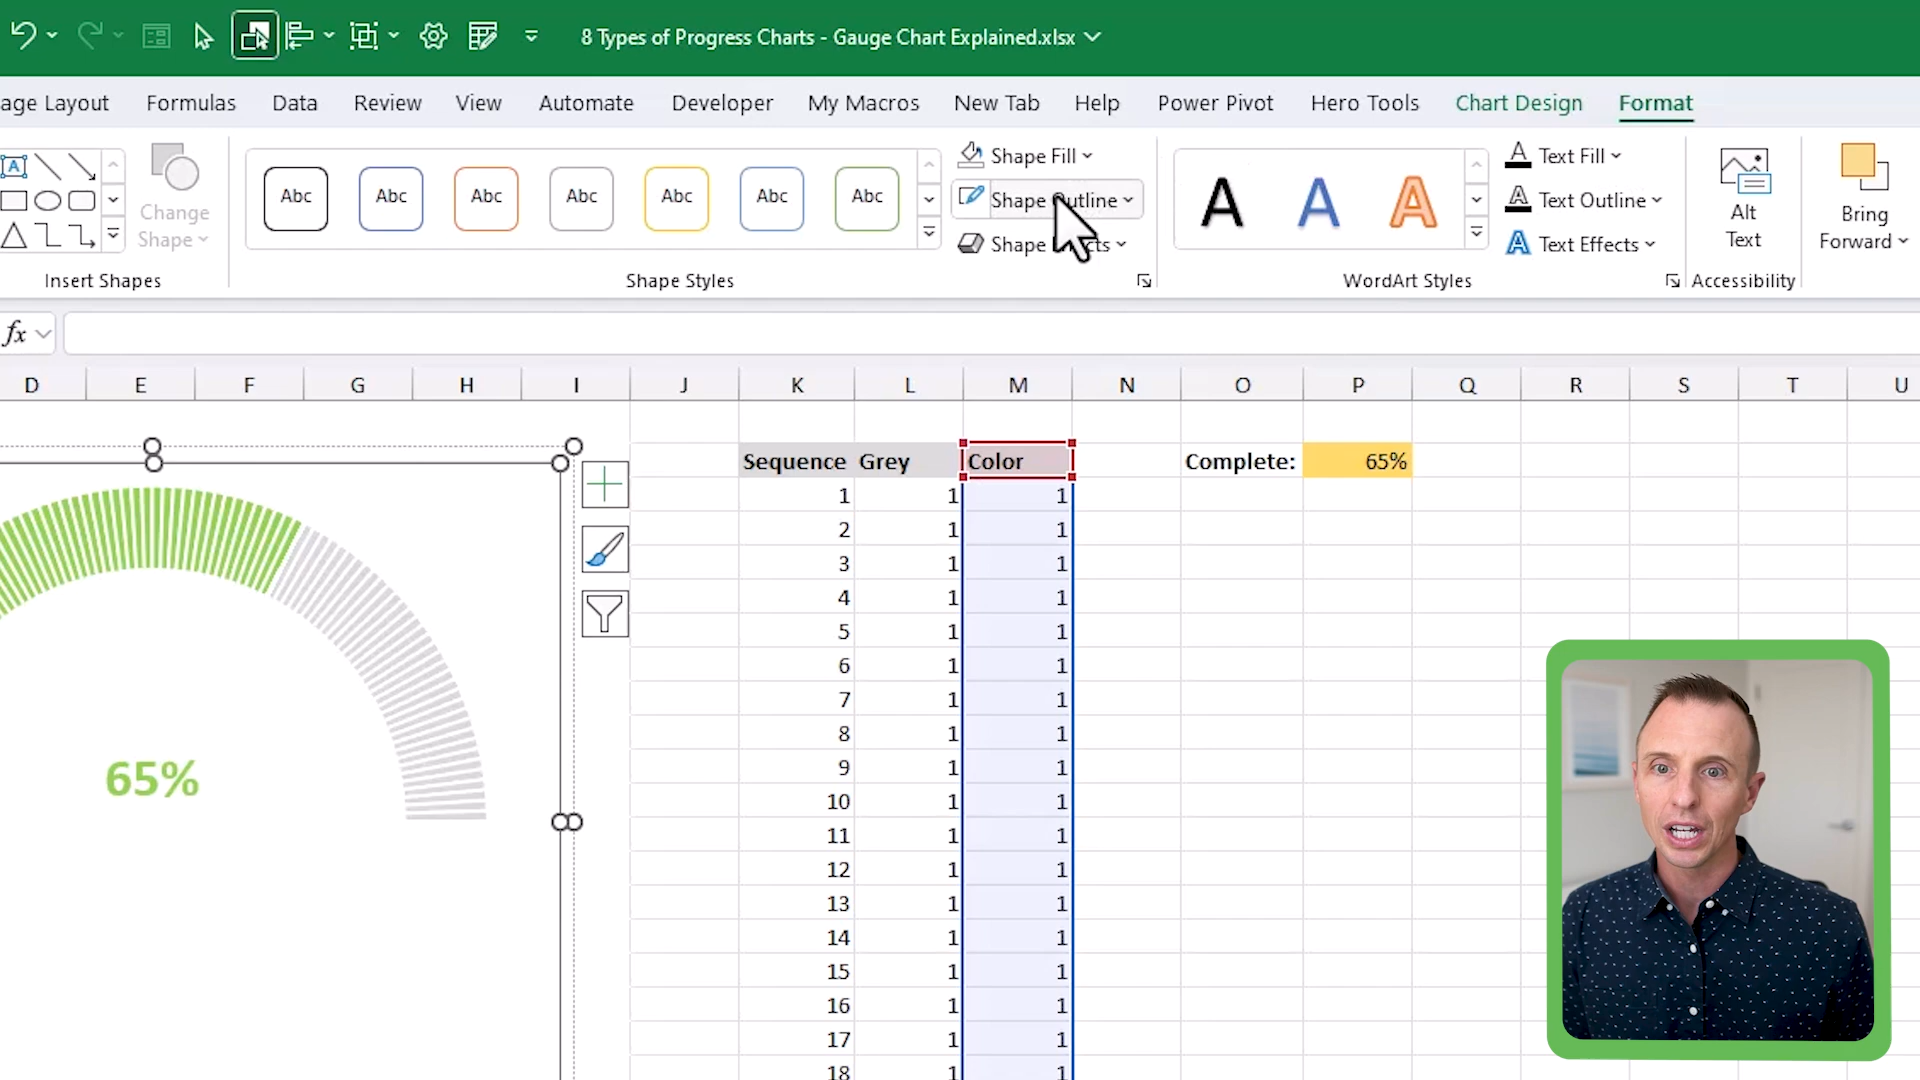 8 Types of Progress Charts - Gauge Chart Explained.xlsx
age Layout Formulas Data Review View Automate Developer My Macros New Tab Help Power Pivot Hero Tools Chart Design Format
A Change Shape
Abc Abc Abc Abc Abc Abc Abc
Shape Fill
Shape Outline
Shape
A A A
Text Fill
Text Outline
Text Effects
Alt Text
Bring Forward
Insert Shapes Shape Styles WordArt Styles Accessibility
fx
D E F G H I J K L M N O P Q R S T U
Sequence Grey Color Complete: 65%
1 1 1
2 1 1
3 1 1
4 1 1
5 1 1
6 1 1
7 1 1
8 1 1
9 1 1
10 1 1
11 1 1
12 1 1
13 1 1
14 1 1
15 1 1
16 1 1
17 1 1
18 1 1
65%